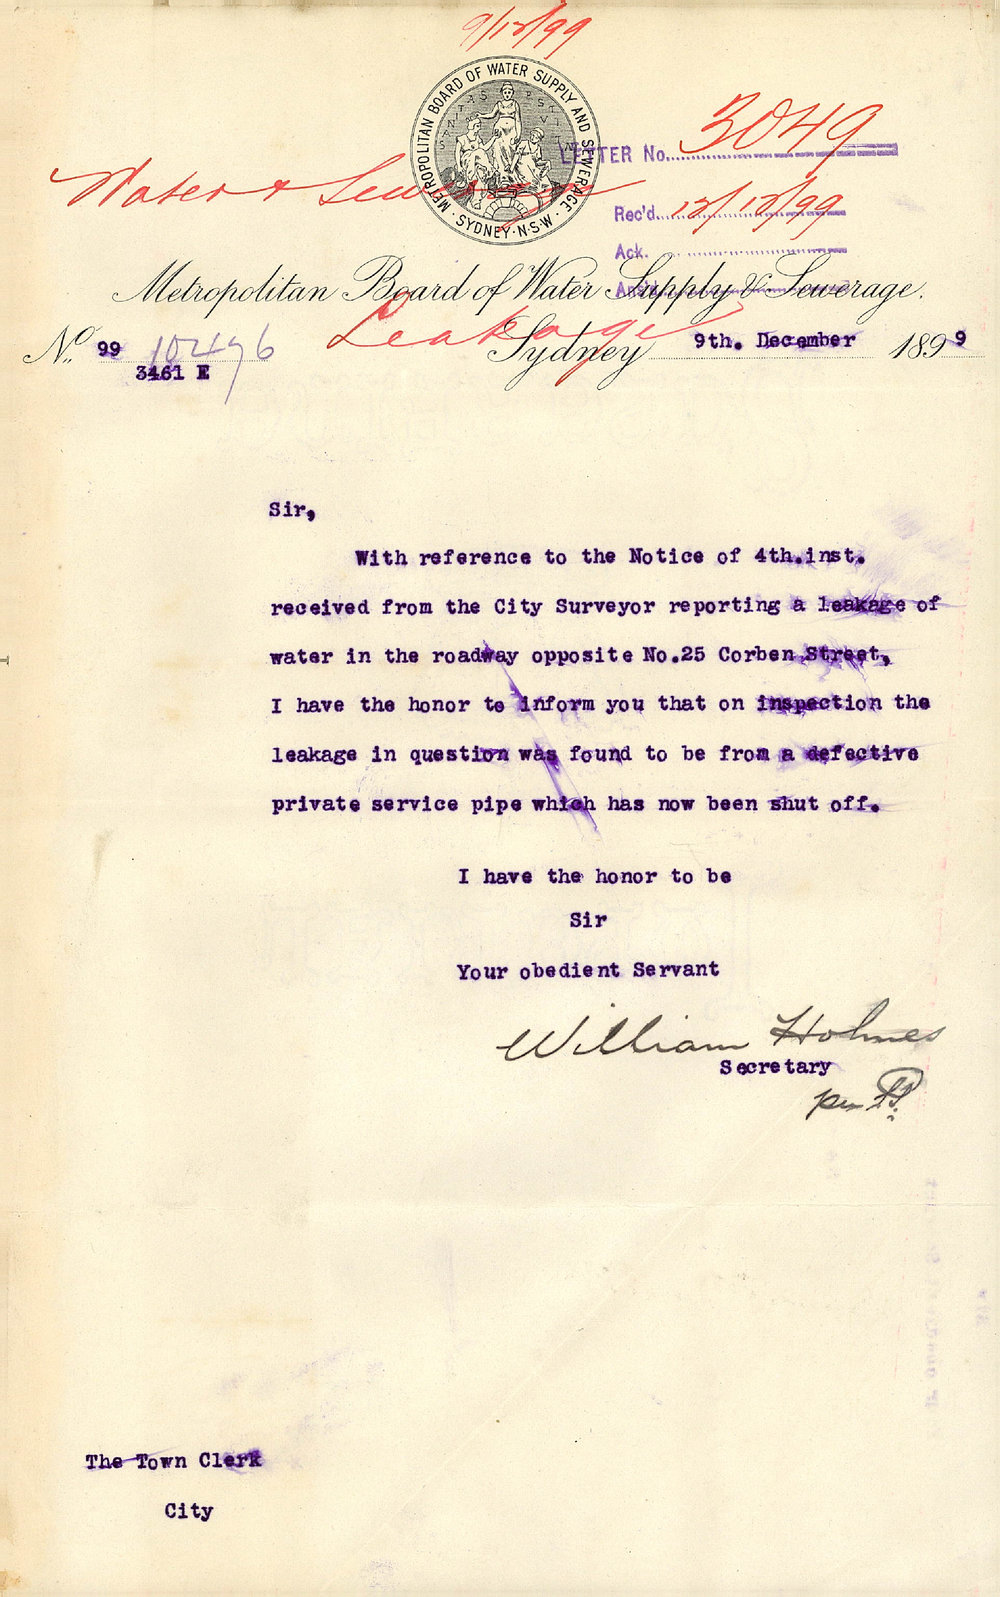 9/12/99
METROPOLITAN BOARD OF WATER SUPPLY AND SEWERAGE
· SYDNEY · N·S·W ·
LETTER No. 3049
Water & Sewerage
Rec'd. 12/12/99
Ack.
Ans'd
Metropolitan Board of Water Supply & Sewerage.
Leakage
No. 99 10476
3461 E
Sydney 9th. December 1899
Sir,
With reference to the Notice of 4th.inst.
received from the City Surveyor reporting a leakage of
water in the roadway opposite No.25 Corben Street,
I have the honor to inform you that on inspection the
leakage in question was found to be from a defective
private service pipe which has now been shut off.
I have the honor to be
Sir
Your obedient Servant
William Holmes
Secretary
per
The Town Clerk
City